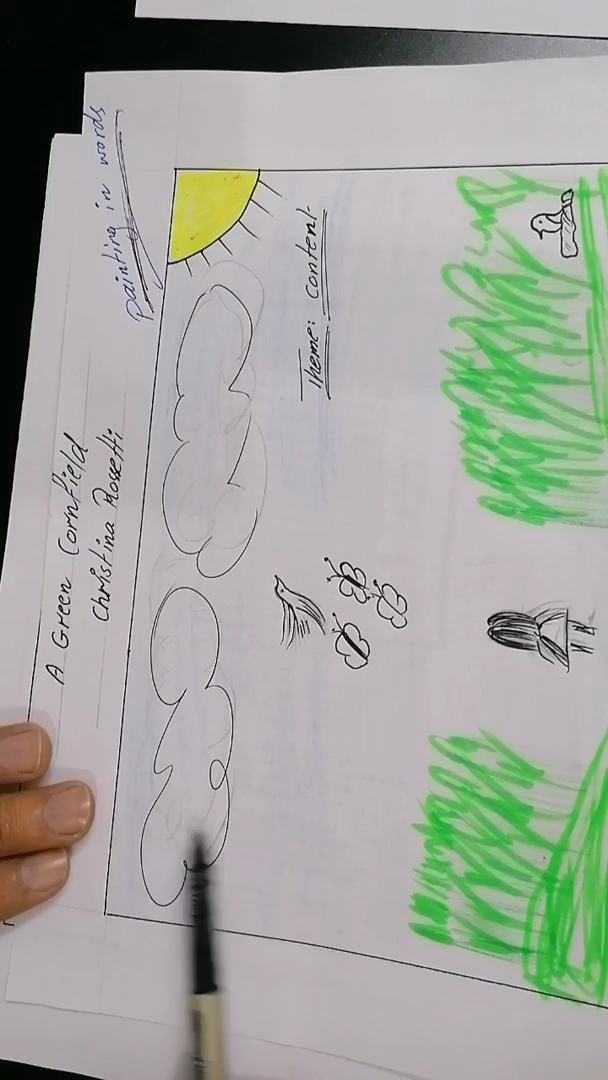 A Green Cornfield
Christina Rossetti
painting in words
Theme: content